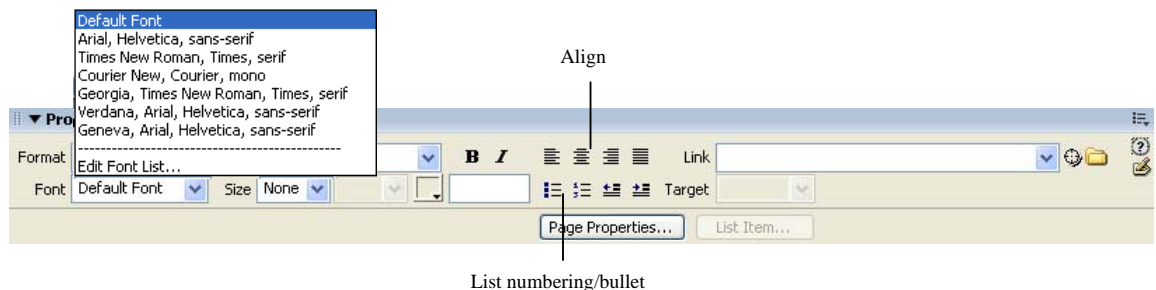 Default Font
Arial, Helvetica, sans-serif
Times New Roman, Times, serif
Courier New, Courier, mono
Georgia, Times New Roman, Times, serif
Verdana, Arial, Helvetica, sans-serif
Geneva, Arial, Helvetica, sans-serif
Edit Font List...
Align
Format B I Link
Font Default Font Size None Target
Page Properties... List Item...
List numbering/bullet